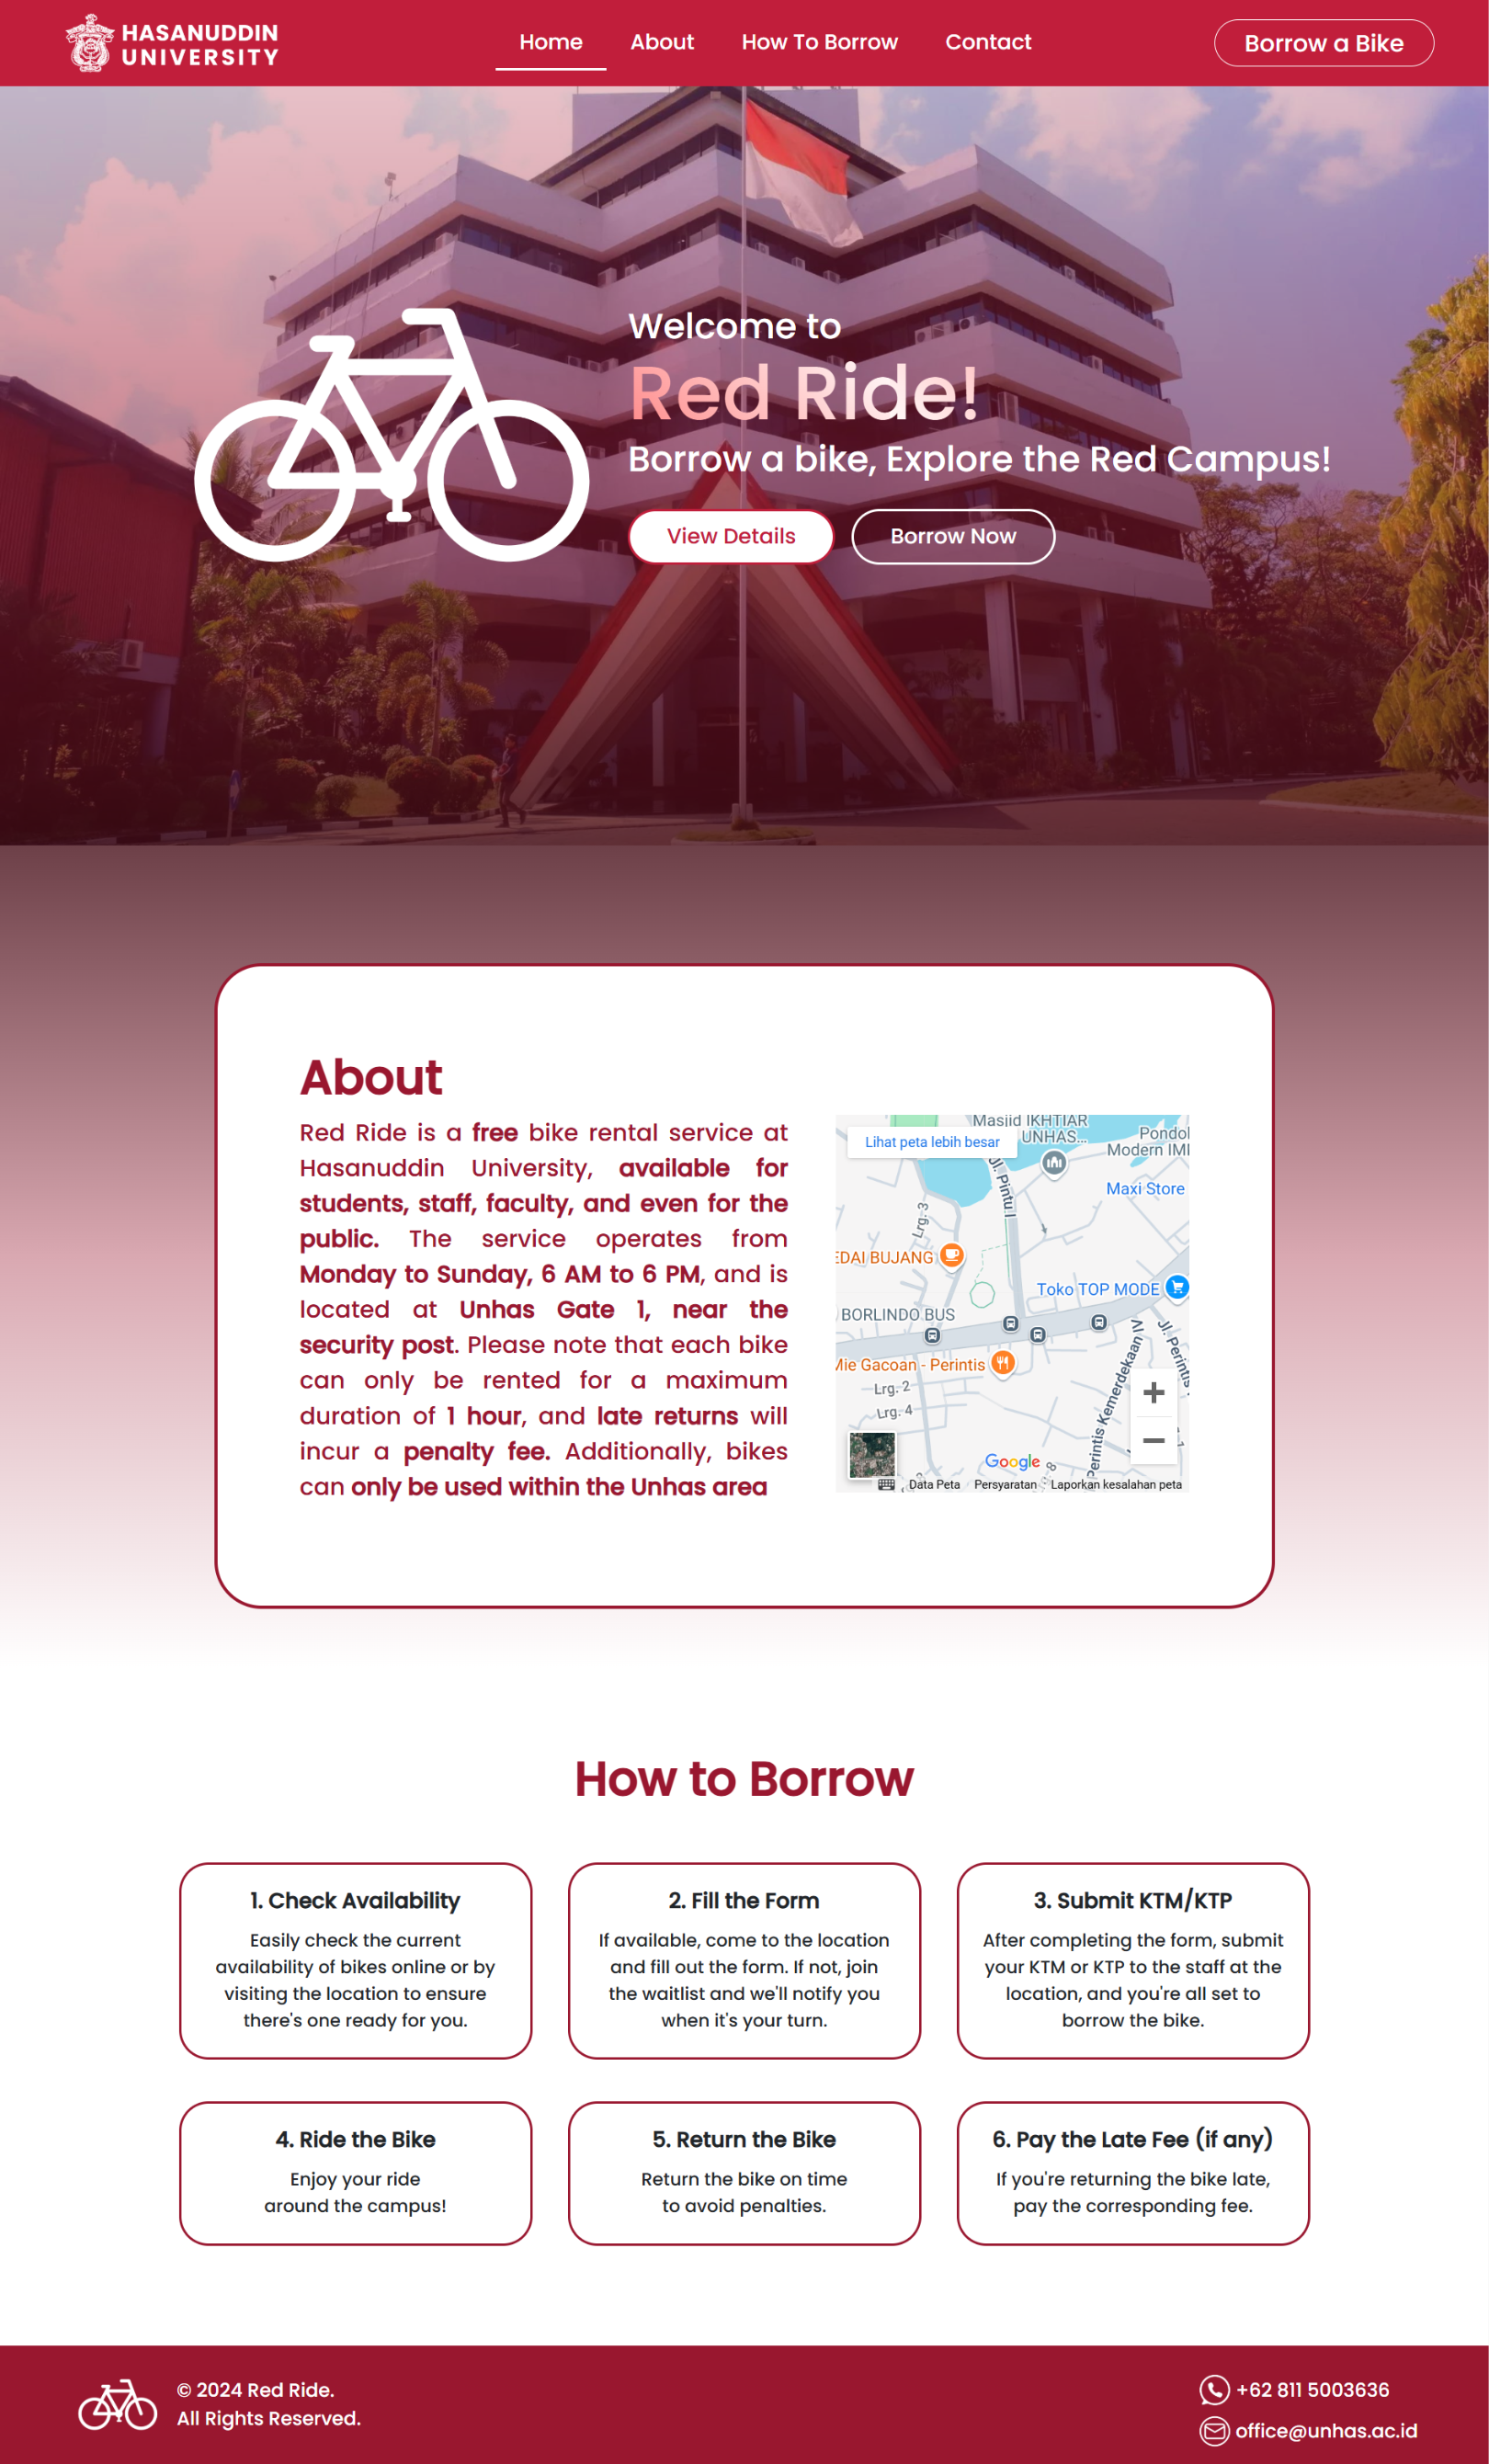 HASANUDDIN
UNIVERSITY
Home
About
How To Borrow
Contact
Borrow a Bike
Welcome to
Red Ride!
Borrow a bike, Explore the Red Campus!
View Details
Borrow Now
About
Red Ride is a free bike rental service at
Hasanuddin University, available for
students, staff, faculty, and even for the
public. The service operates from
Monday to Sunday, 6 AM to 6 PM, and is
located at Unhas Gate 1, near the
security post. Please note that each bike
can only be rented for a maximum
duration of 1 hour, and late returns will
incur a penalty fee. Additionally, bikes
can only be used within the Unhas area
Masjid IKHTIAR
UNHAS...
Lihat peta lebih besar
Pondol
Modern IMI
Jl. Pintu I
Maxi Store
Lrg. 3
EDAI BUJANG
Toko TOP MODE
BORLINDO BUS
Mie Gacoan - Perintis
Jl. Perintis
Perintis Kemerdekaan VI
Lrg. 2
Lrg. 4
+
−
Google
Data Peta
Persyaratan
Laporkan kesalahan peta
How to Borrow
1. Check Availability
Easily check the current
availability of bikes online or by
visiting the location to ensure
there's one ready for you.
2. Fill the Form
If available, come to the location
and fill out the form. If not, join
the waitlist and we'll notify you
when it's your turn.
3. Submit KTM/KTP
After completing the form, submit
your KTM or KTP to the staff at the
location, and you're all set to
borrow the bike.
4. Ride the Bike
Enjoy your ride
around the campus!
5. Return the Bike
Return the bike on time
to avoid penalties.
6. Pay the Late Fee (if any)
If you're returning the bike late,
pay the corresponding fee.
© 2024 Red Ride.
All Rights Reserved.
+62 811 5003636
office@unhas.ac.id